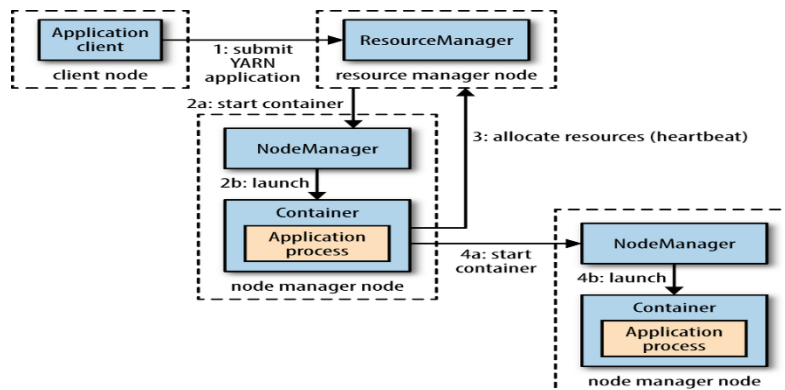 Application
client
client node
1: submit
YARN
application
ResourceManager
resource manager node
2a: start container
NodeManager
2b: launch
Container
Application
process
node manager node
3: allocate resources (heartbeat)
4a: start
container
NodeManager
4b: launch
Container
Application
process
node manager node